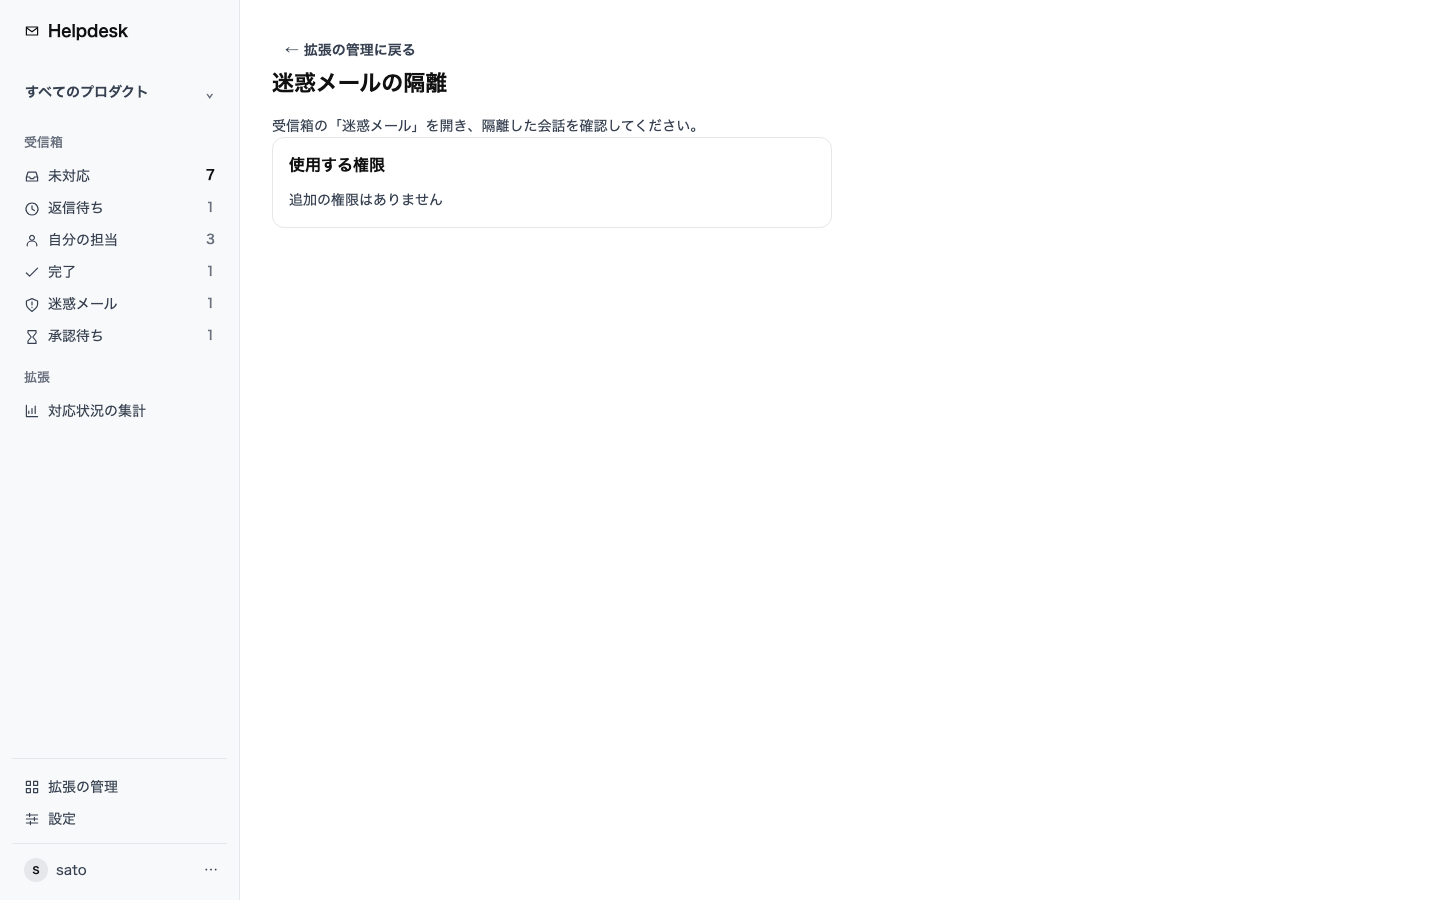 Helpdesk
すべてのプロダクト
受信箱
未対応 7
返信待ち 1
自分の担当 3
完了 1
迷惑メール 1
承認待ち 1
拡張
対応状況の集計
拡張の管理
設定
S sato ...
← 拡張の管理に戻る
迷惑メールの隔離
受信箱の「迷惑メール」を開き、隔離した会話を確認してください。
使用する権限
追加の権限はありません